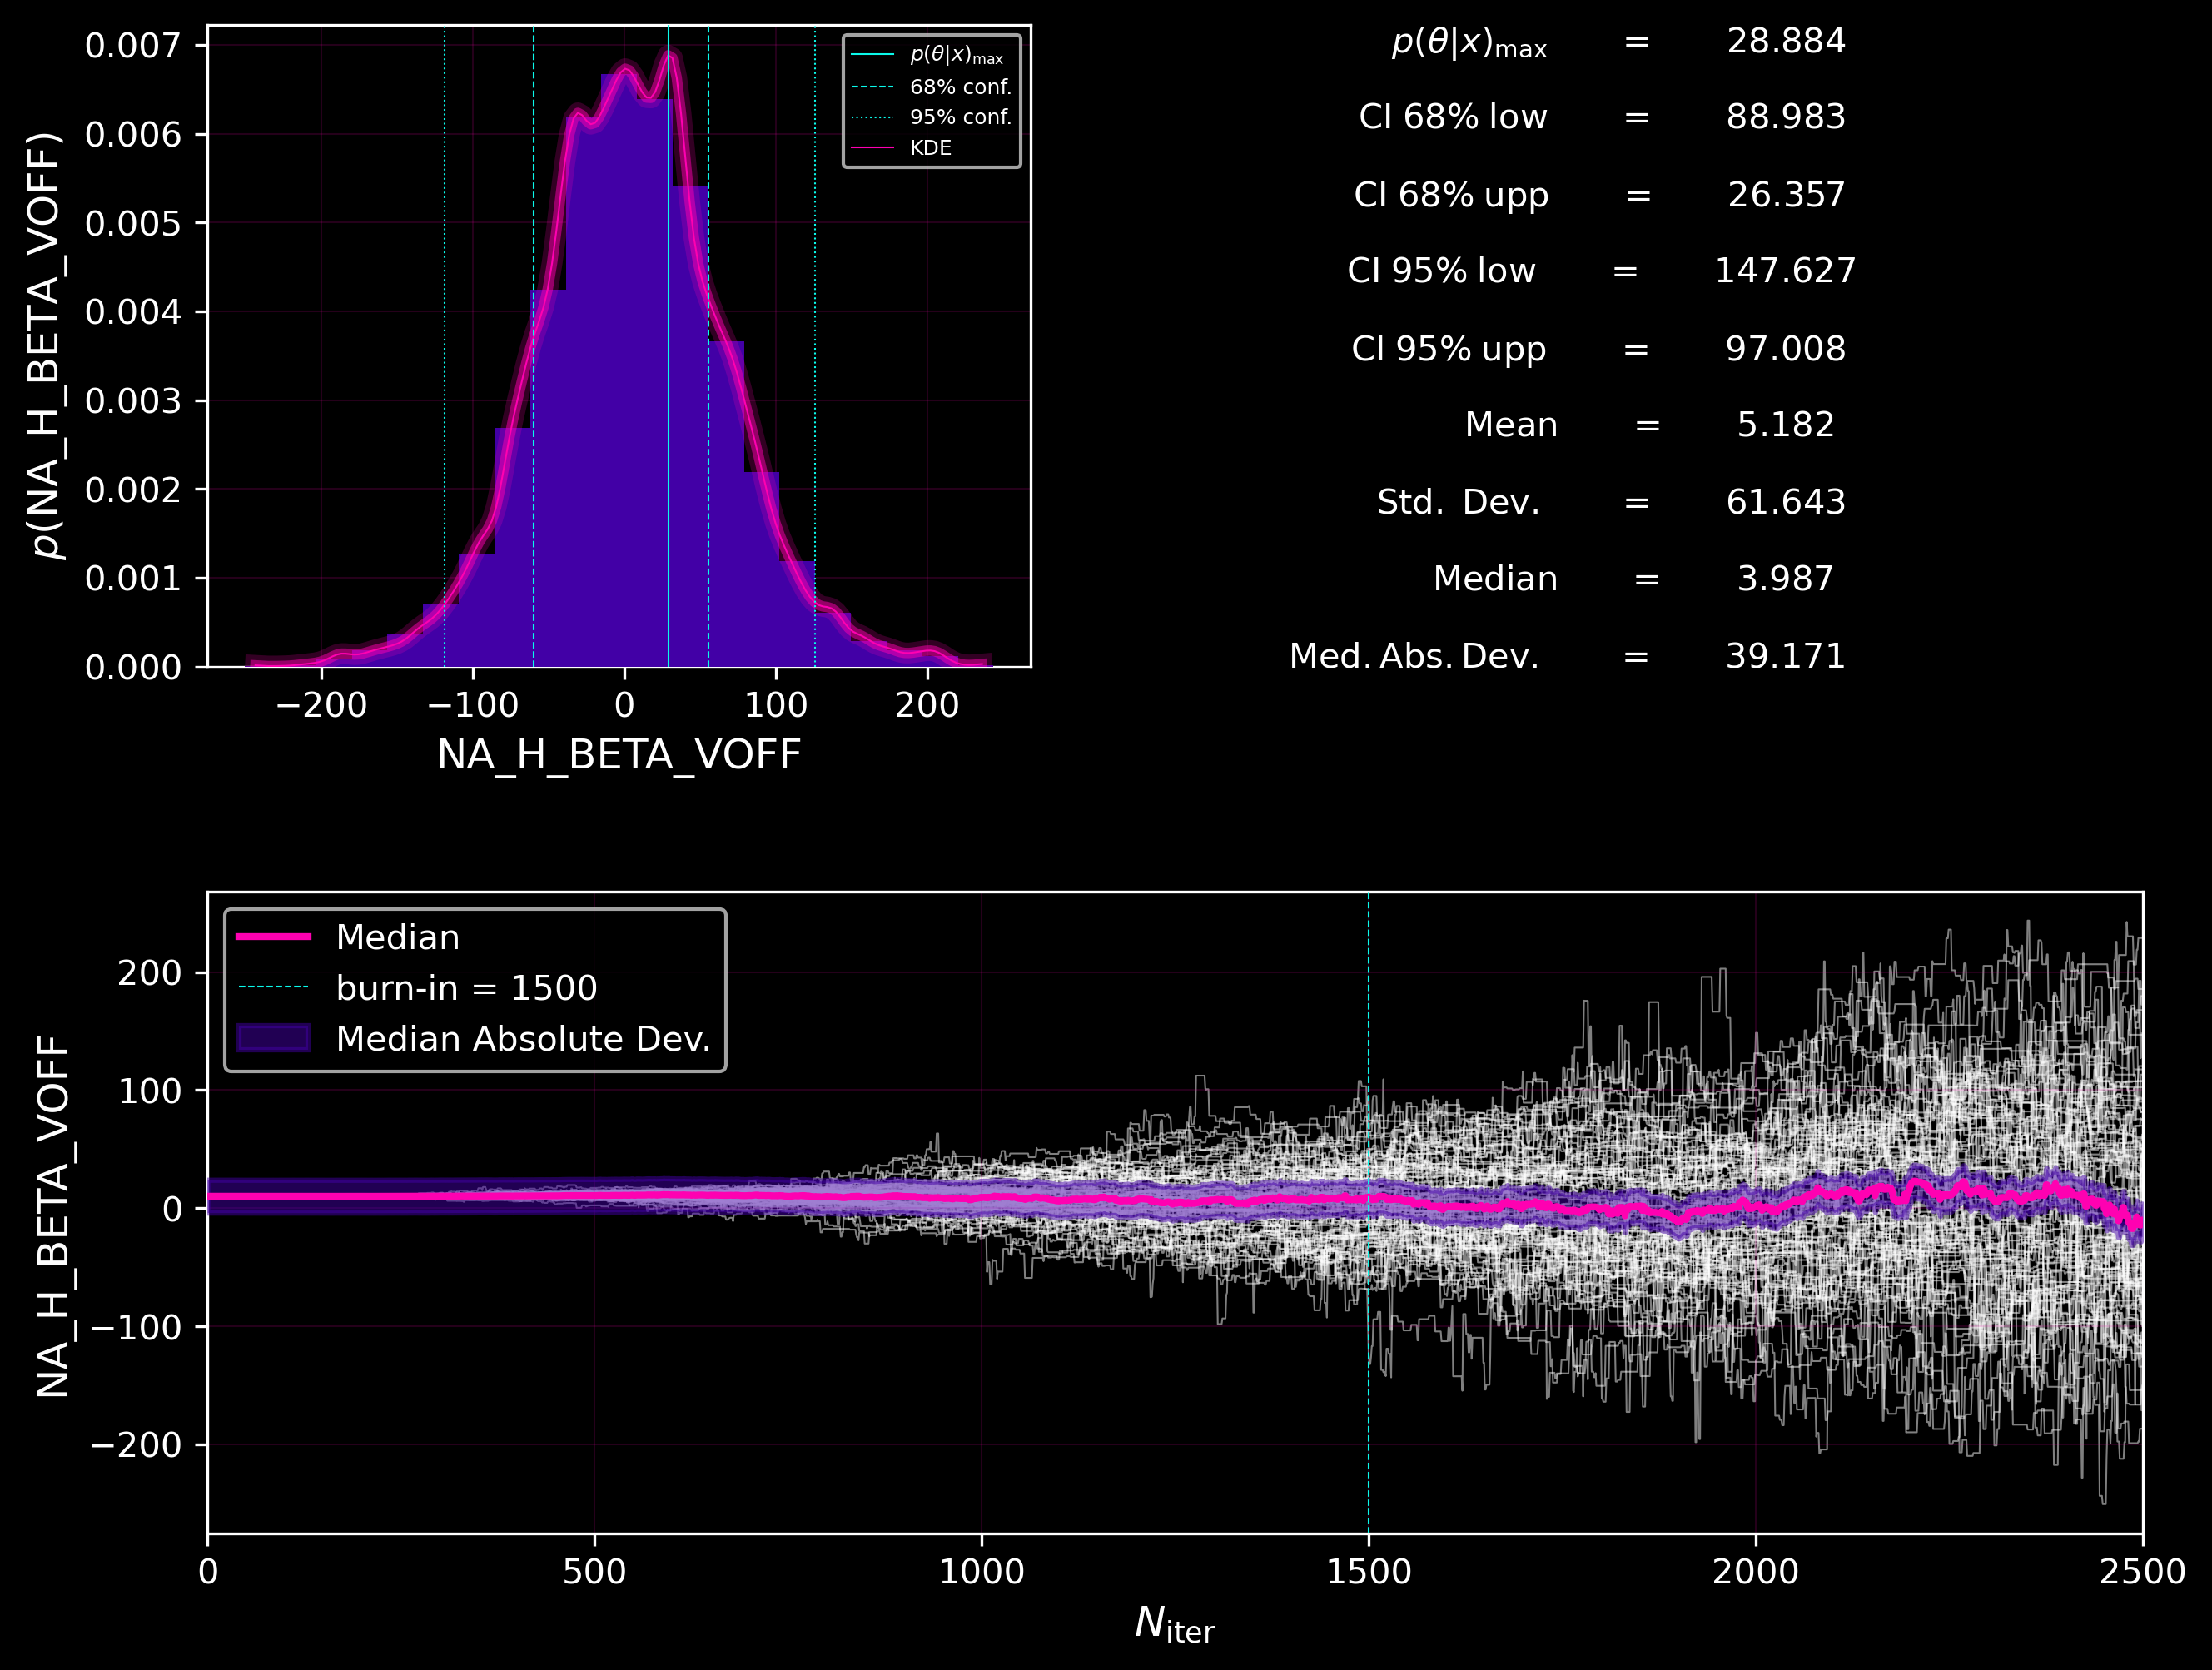 0.007
0.006
0.005
0.004
0.003
0.002
0.001
0.000
p(NA_H_BETA_VOFF)
−200 −100 0 100 200
NA_H_BETA_VOFF
p(θ|x)max
68% conf.
95% conf.
KDE
p(θ|x)max = 28.884
CI 68% low = 88.983
CI 68% upp = 26.357
CI 95% low = 147.627
CI 95% upp = 97.008
Mean = 5.182
Std. Dev. = 61.643
Median = 3.987
Med. Abs. Dev. = 39.171
Median
burn-in = 1500
Median Absolute Dev.
200
100
0
−100
−200
NA_H_BETA_VOFF
0 500 1000 1500 2000 2500
Niter